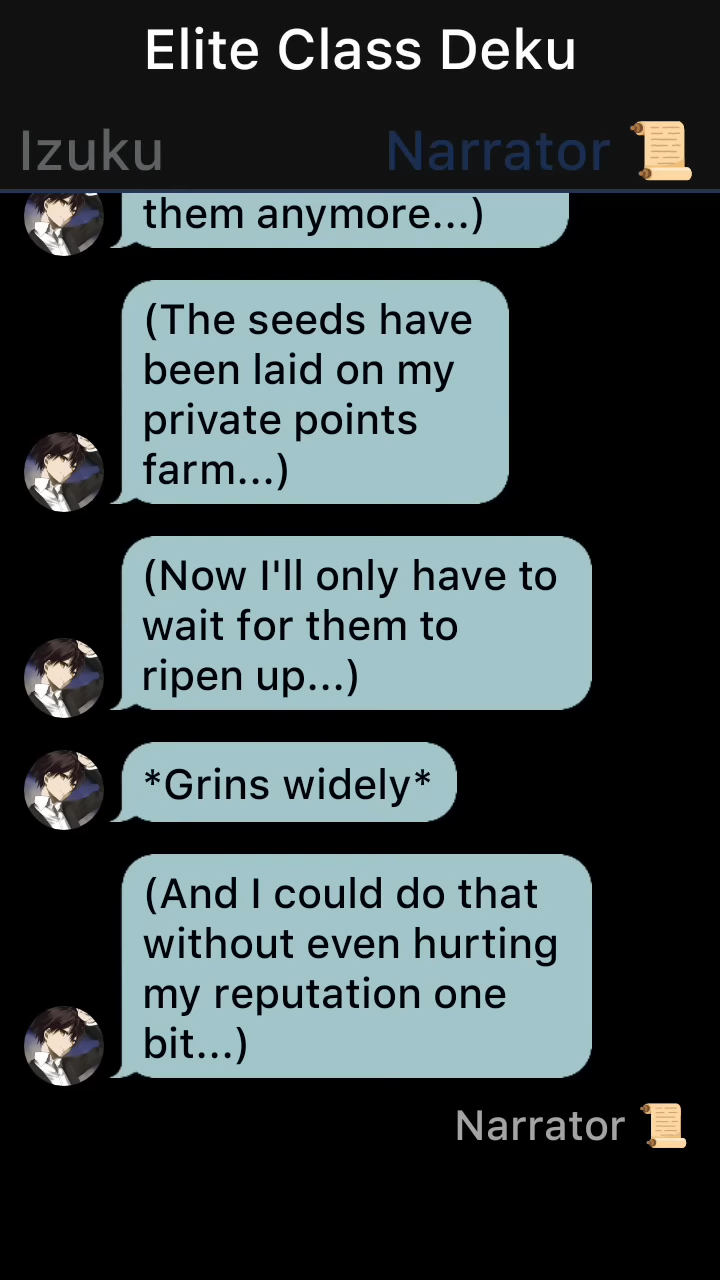 Elite Class Deku
Izuku
Narrator 📜
them anymore...)
(The seeds have
been laid on my
private points
farm...)
(Now I'll only have to
wait for them to
ripen up...)
*Grins widely*
(And I could do that
without even hurting
my reputation one
bit...)
Narrator 📜